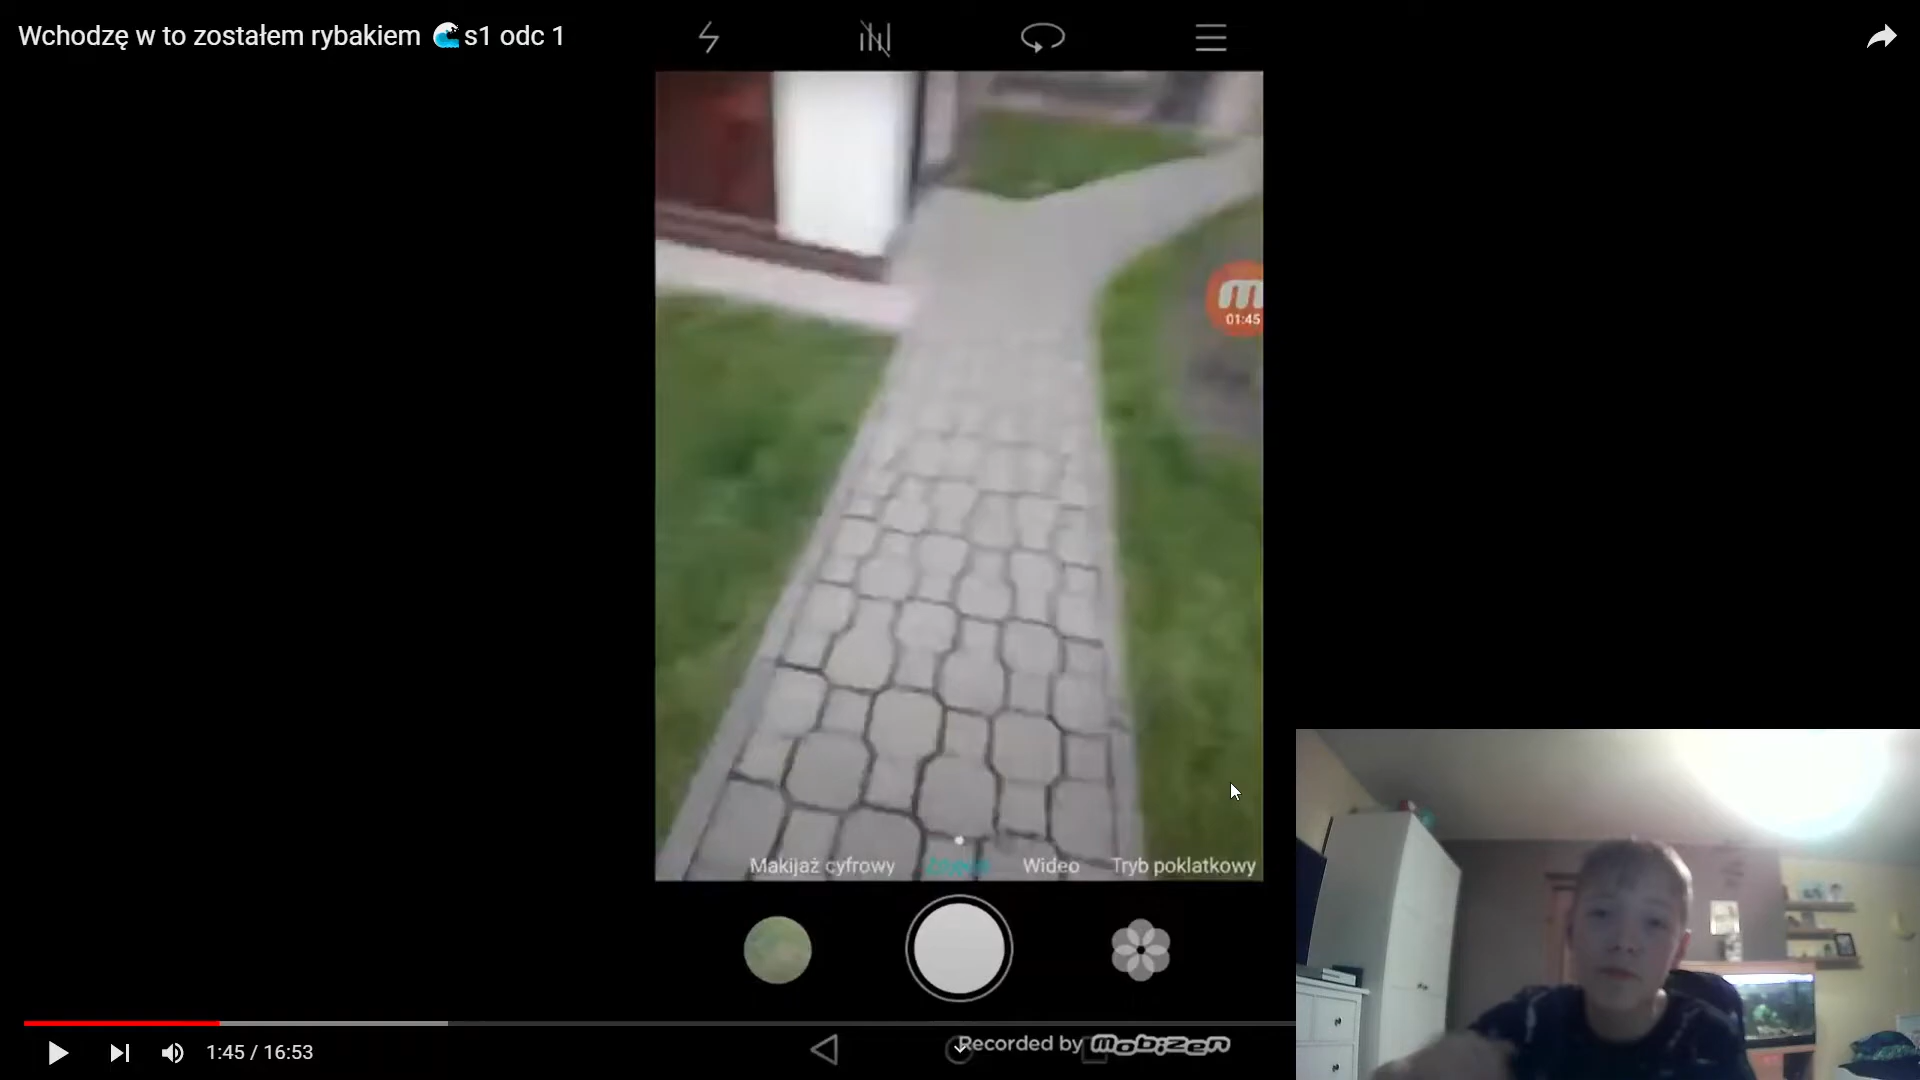 Wchodzę w to zostałem rybakiem 🌊s1 odc 1
01:45
Makijaż cyfrowy
Wideo
Tryb poklatkowy
1:45 / 16:53
Recorded by mobizen